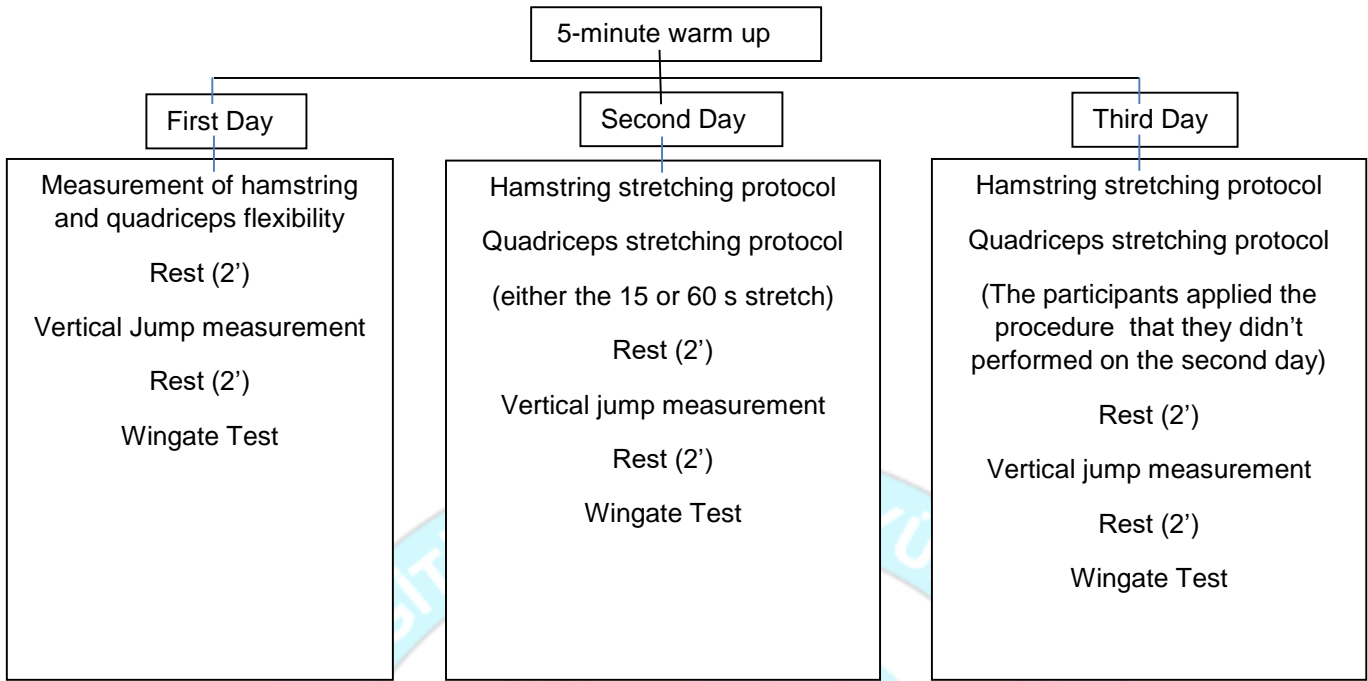 5-minute warm up
First Day
Second Day
Third Day
Measurement of hamstring
and quadriceps flexibility
Rest (2’)
Vertical Jump measurement
Rest (2’)
Wingate Test
Hamstring stretching protocol
Quadriceps stretching protocol
(either the 15 or 60 s stretch)
Rest (2’)
Vertical jump measurement
Rest (2’)
Wingate Test
Hamstring stretching protocol
Quadriceps stretching protocol
(The participants applied the
procedure that they didn’t
performed on the second day)
Rest (2’)
Vertical jump measurement
Rest (2’)
Wingate Test